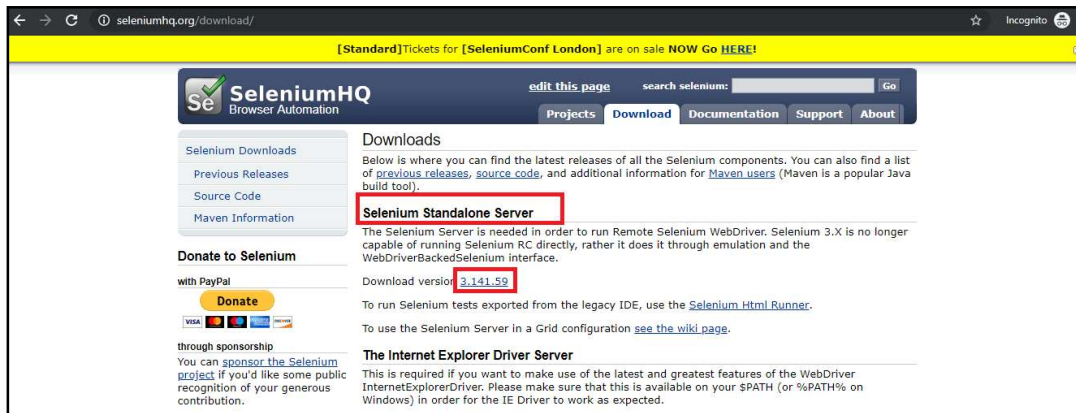 seleniumhq.org/download/
Incognito
[Standard]Tickets for [SeleniumConf London] are on sale NOW Go HERE!
Se
SeleniumHQ
Browser Automation
edit this page
search selenium:
Go
Projects
Download
Documentation
Support
About
Selenium Downloads
Previous Releases
Source Code
Maven Information
Donate to Selenium
with PayPal
Donate
VISA
through sponsorship
You can sponsor the Selenium
project if you'd like some public
recognition of your generous
contribution.
Downloads
Below is where you can find the latest releases of all the Selenium components. You can also find a list
of previous releases, source code, and additional information for Maven users (Maven is a popular Java
build tool).
Selenium Standalone Server
The Selenium Server is needed in order to run Remote Selenium WebDriver. Selenium 3.X is no longer
capable of running Selenium RC directly, rather it does it through emulation and the
WebDriverBackedSelenium interface.
Download version 3.141.59
To run Selenium tests exported from the legacy IDE, use the Selenium Html Runner.
To use the Selenium Server in a Grid configuration see the wiki page.
The Internet Explorer Driver Server
This is required if you want to make use of the latest and greatest features of the WebDriver
InternetExplorerDriver. Please make sure that this is available on your $PATH (or %PATH% on
Windows) in order for the IE Driver to work as expected.